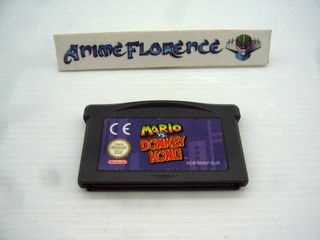 AnimeFlorence
CE
MARIO
VS.
DONKEY
KONG